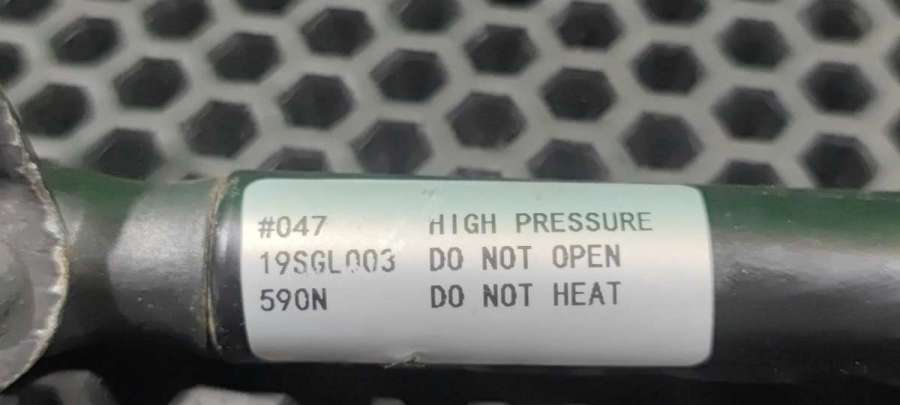 #047 HIGH PRESSURE
19SGL003 DO NOT OPEN
590N DO NOT HEAT